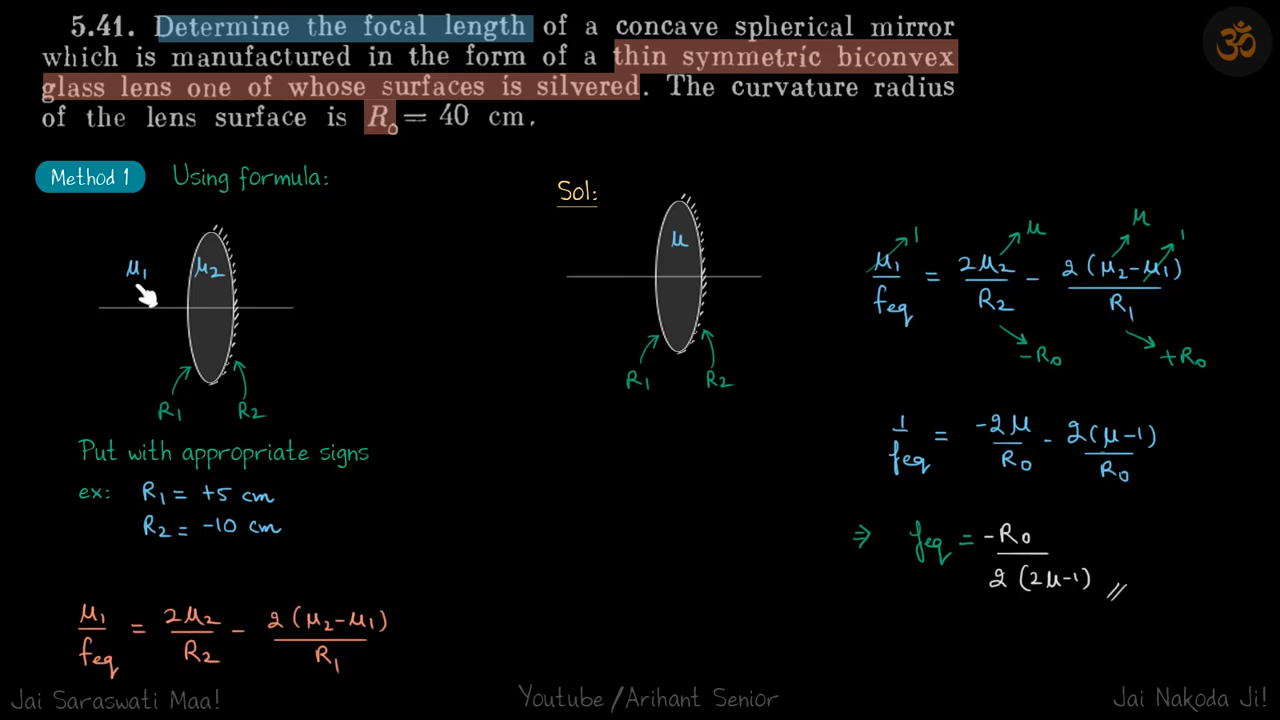 5.41. Determine the focal length of a concave spherical mirror
which is manufactured in the form of a thin symmetric biconvex
glass lens one of whose surfaces is silvered. The curvature radius
of the lens surface is R₀ = 40 cm.
Method 1 Using formula:
μ₁ μ₂
R₁ R₂
Put with appropriate signs
ex: R₁ = +5 cm
R₂ = -10 cm
μ₁/feq = 2μ₂/R₂ - 2(μ₂-μ₁)/R₁
Sol:
μ
R₁ R₂
1 μ μ 1
μ₁/feq = 2μ₂/R₂ - 2(μ₂-μ₁)/R₁
-R₀ +R₀
1/feq = -2μ/R₀ - 2(μ-1)/R₀
⇒ feq = -R₀/2(2μ-1) //
Jai Saraswati Maa! Youtube/Arihant Senior Jai Nakoda Ji!
ॐ